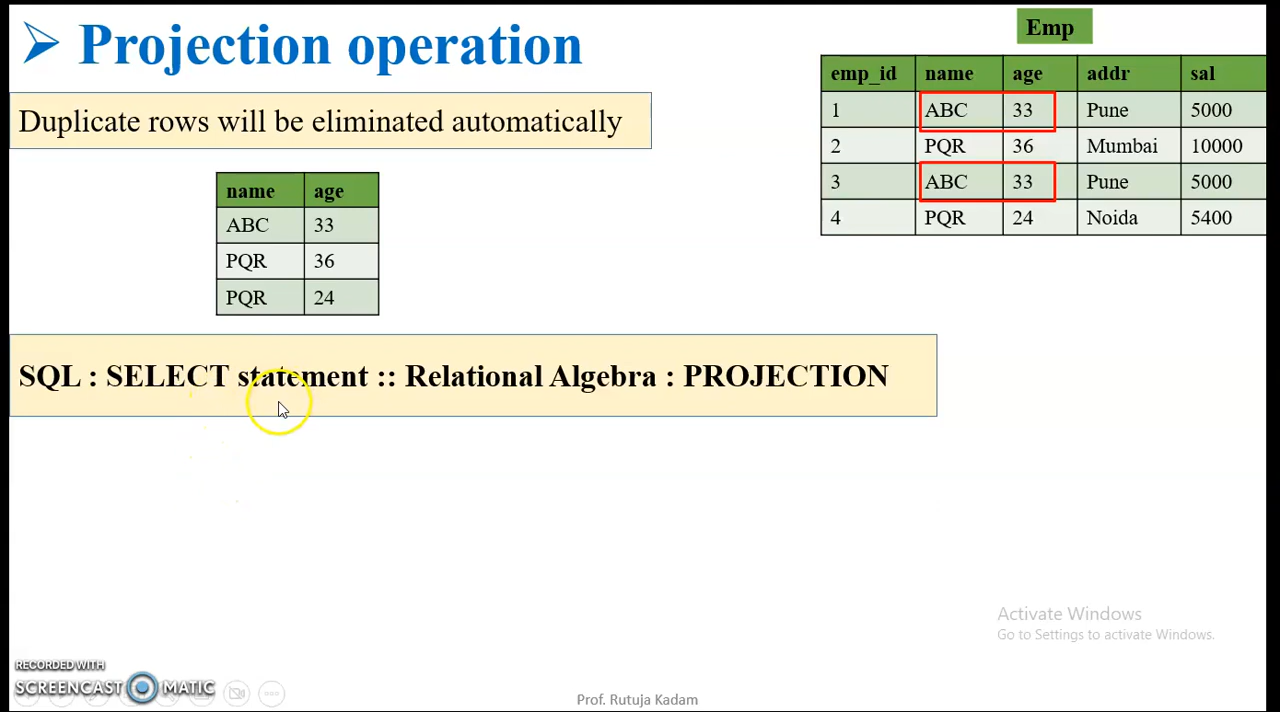 Projection operation
Emp
emp_id name age addr sal
1 ABC 33 Pune 5000
2 PQR 36 Mumbai 10000
3 ABC 33 Pune 5000
4 PQR 24 Noida 5400
Duplicate rows will be eliminated automatically
name age
ABC 33
PQR 36
PQR 24
SQL : SELECT statement :: Relational Algebra : PROJECTION
Activate Windows
Go to Settings to activate Windows.
RECORDED WITH
SCREENCAST MATIC
Prof. Rutuja Kadam